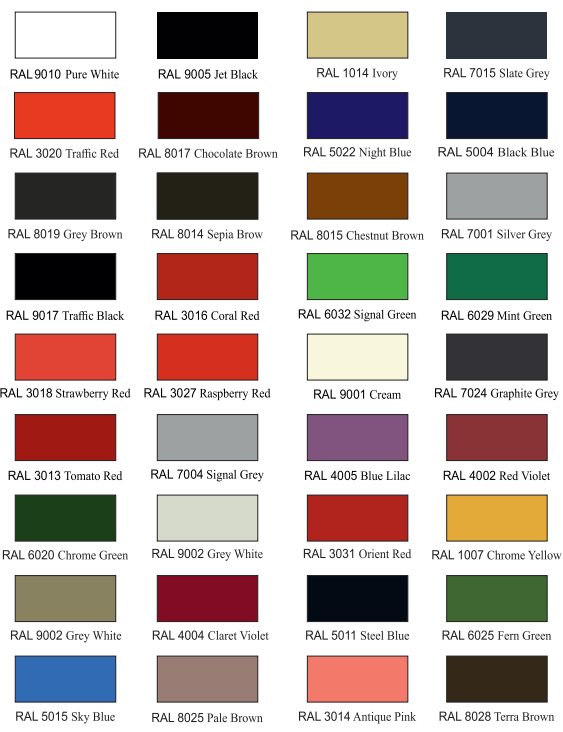 RAL 9010 Pure White
RAL 9005 Jet Black
RAL 1014 Ivory
RAL 7015 Slate Grey
RAL 3020 Traffic Red
RAL 8017 Chocolate Brown
RAL 5022 Night Blue
RAL 5004 Black Blue
RAL 8019 Grey Brown
RAL 8014 Sepia Brow
RAL 8015 Chestnut Brown
RAL 7001 Silver Grey
RAL 9017 Traffic Black
RAL 3016 Coral Red
RAL 6032 Signal Green
RAL 6029 Mint Green
RAL 3018 Strawberry Red
RAL 3027 Raspberry Red
RAL 9001 Cream
RAL 7024 Graphite Grey
RAL 3013 Tomato Red
RAL 7004 Signal Grey
RAL 4005 Blue Lilac
RAL 4002 Red Violet
RAL 6020 Chrome Green
RAL 9002 Grey White
RAL 3031 Orient Red
RAL 1007 Chrome Yellow
RAL 9002 Grey White
RAL 4004 Claret Violet
RAL 5011 Steel Blue
RAL 6025 Fern Green
RAL 5015 Sky Blue
RAL 8025 Pale Brown
RAL 3014 Antique Pink
RAL 8028 Terra Brown